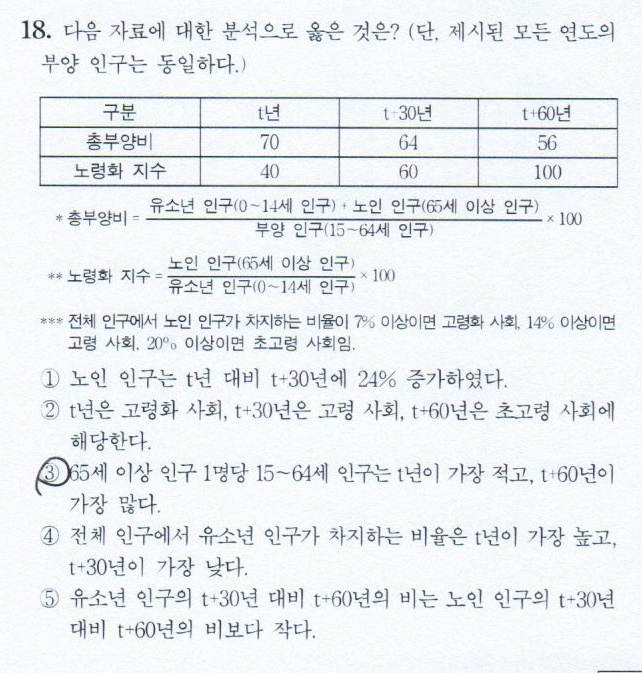 18. 다음 자료에 대한 분석으로 옳은 것은? (단, 제시된 모든 연도의
부양 인구는 동일하다.)
구분 t년 t+30년 t+60년
총부양비 70 64 56
노령화 지수 40 60 100
* 총부양비 = 유소년 인구(0~14세 인구) + 노인 인구(65세 이상 인구) / 부양 인구(15~64세 인구) × 100
** 노령화 지수 = 노인 인구(65세 이상 인구) / 유소년 인구(0~14세 인구) × 100
*** 전체 인구에서 노인 인구가 차지하는 비율이 7% 이상이면 고령화 사회, 14% 이상이면
고령 사회, 20% 이상이면 초고령 사회임.
① 노인 인구는 t년 대비 t+30년에 24% 증가하였다.
② t년은 고령화 사회, t+30년은 고령 사회, t+60년은 초고령 사회에
해당한다.
③ 65세 이상 인구 1명당 15~64세 인구는 t년이 가장 적고, t+60년이
가장 많다.
④ 전체 인구에서 유소년 인구가 차지하는 비율은 t년이 가장 높고,
t+30년이 가장 낮다.
⑤ 유소년 인구의 t+30년 대비 t+60년의 비는 노인 인구의 t+30년
대비 t+60년의 비보다 작다.